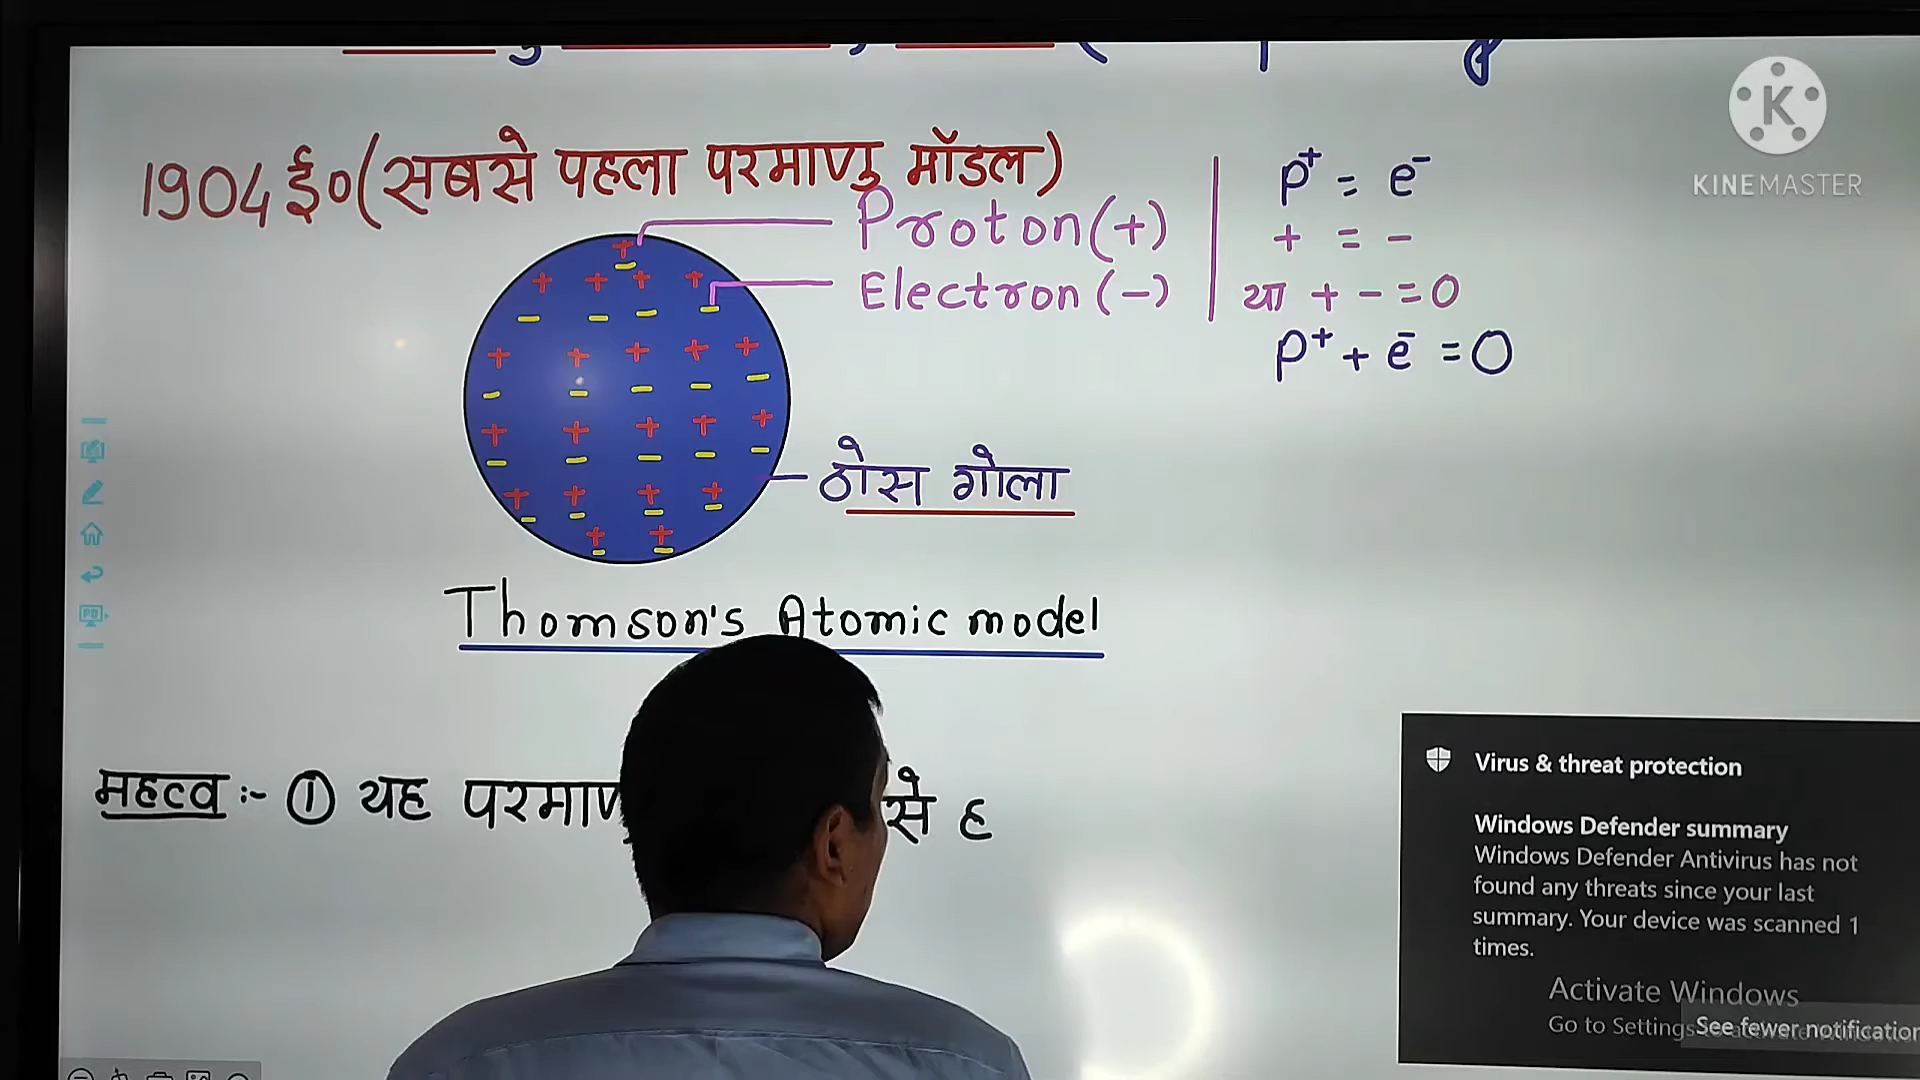 1904 ई० (सबसे पहला परमाणु मॉडल)
Proton (+)
Electron (-)
p⁺ = e⁻
+ = -
या + - = 0
p⁺ + e⁻ = 0
ठोस गोला
Thomson's Atomic model
महत्व :- ① यह
से
KINEMASTER
Virus & threat protection
Windows Defender summary
Windows Defender Antivirus has not
found any threats since your last
summary. Your device was scanned 1
times.
Activate Windows
Go to Settings
See fewer notification